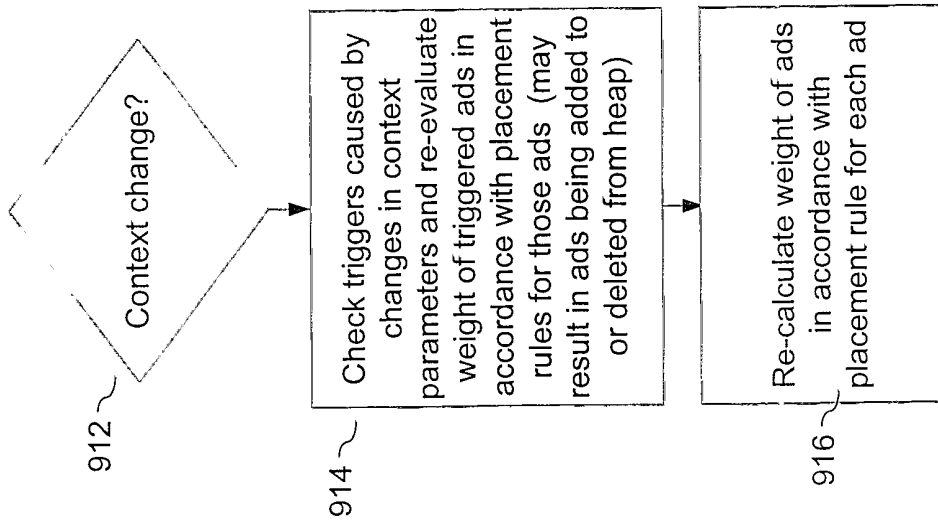 912
Context change?
914
Check triggers caused by
changes in context
parameters and re-evaluate
weight of triggered ads in
accordance with placement
rules for those ads (may
result in ads being added to
or deleted from heap)
916
Re-calculate weight of ads
in accordance with
placement rule for each ad